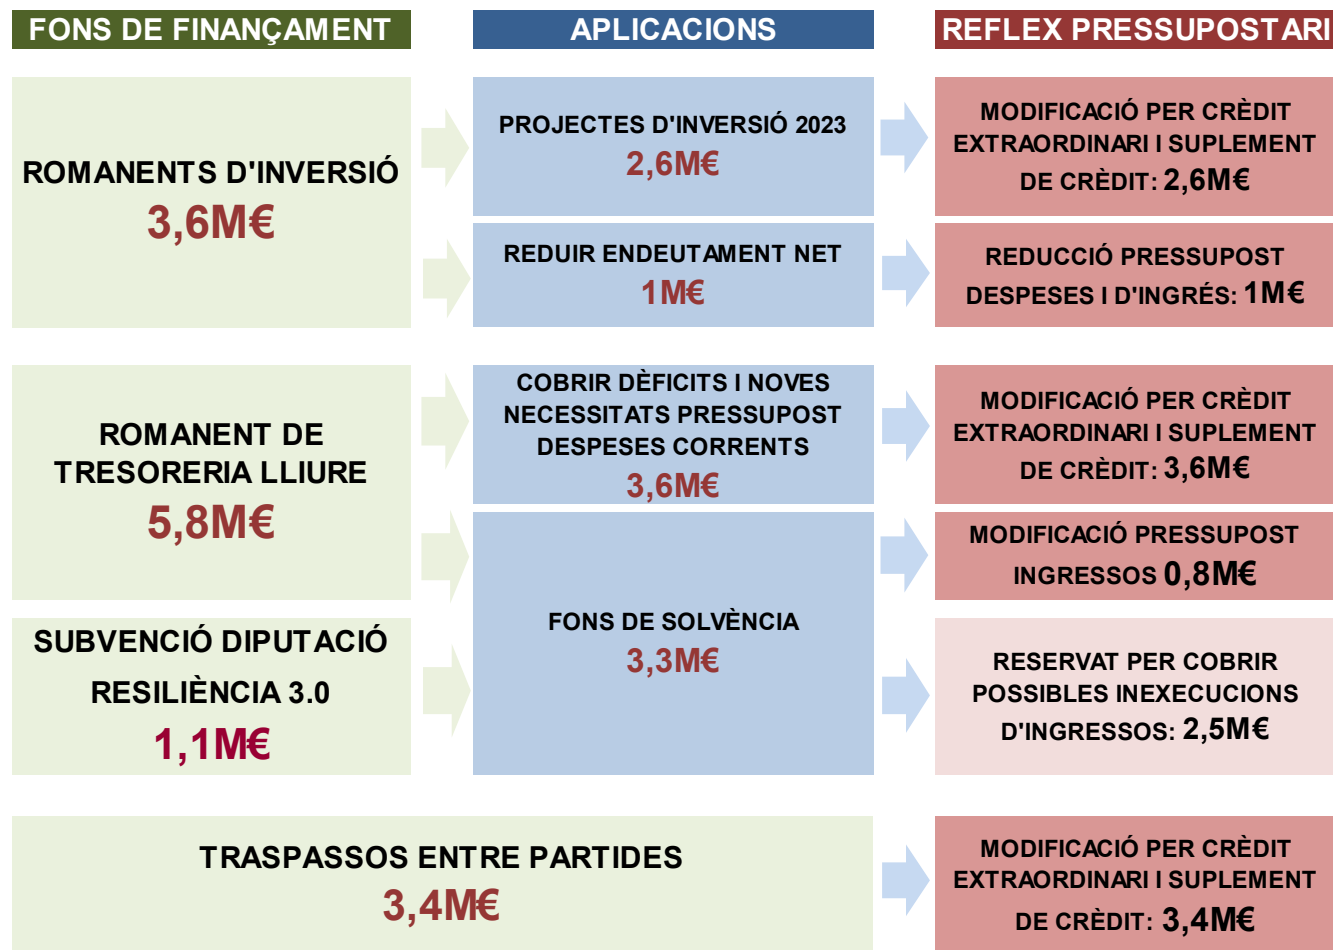 FONS DE FINANÇAMENT
APLICACIONS
REFLEX PRESSUPOSTARI
ROMANENTS D'INVERSIÓ
3,6M€
PROJECTES D'INVERSIÓ 2023
2,6M€
MODIFICACIÓ PER CRÈDIT
EXTRAORDINARI I SUPLEMENT
DE CRÈDIT: 2,6M€
REDUIR ENDEUTAMENT NET
1M€
REDUCCIÓ PRESSUPOST
DESPESES I D'INGRÉS: 1M€
ROMANENT DE
TRESORERIA LLIURE
5,8M€
COBRIR DÈFICITS I NOVES
NECESSITATS PRESSUPOST
DESPESES CORRENTS
3,6M€
MODIFICACIÓ PER CRÈDIT
EXTRAORDINARI I SUPLEMENT
DE CRÈDIT: 3,6M€
MODIFICACIÓ PRESSUPOST
INGRESSOS 0,8M€
SUBVENCIÓ DIPUTACIÓ
RESILIÈNCIA 3.0
1,1M€
FONS DE SOLVÈNCIA
3,3M€
RESERVAT PER COBRIR
POSSIBLES INEXECUCIONS
D'INGRESSOS: 2,5M€
TRASPASSOS ENTRE PARTIDES
3,4M€
MODIFICACIÓ PER CRÈDIT
EXTRAORDINARI I SUPLEMENT
DE CRÈDIT: 3,4M€